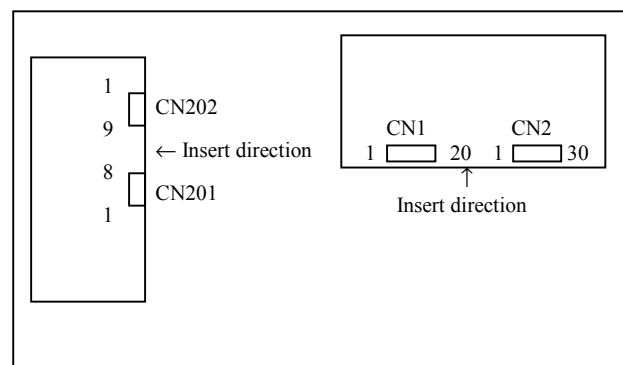 1
CN202
9
← Insert direction
8
CN201
1
CN1 CN2
1 20 1 30
↑
Insert direction